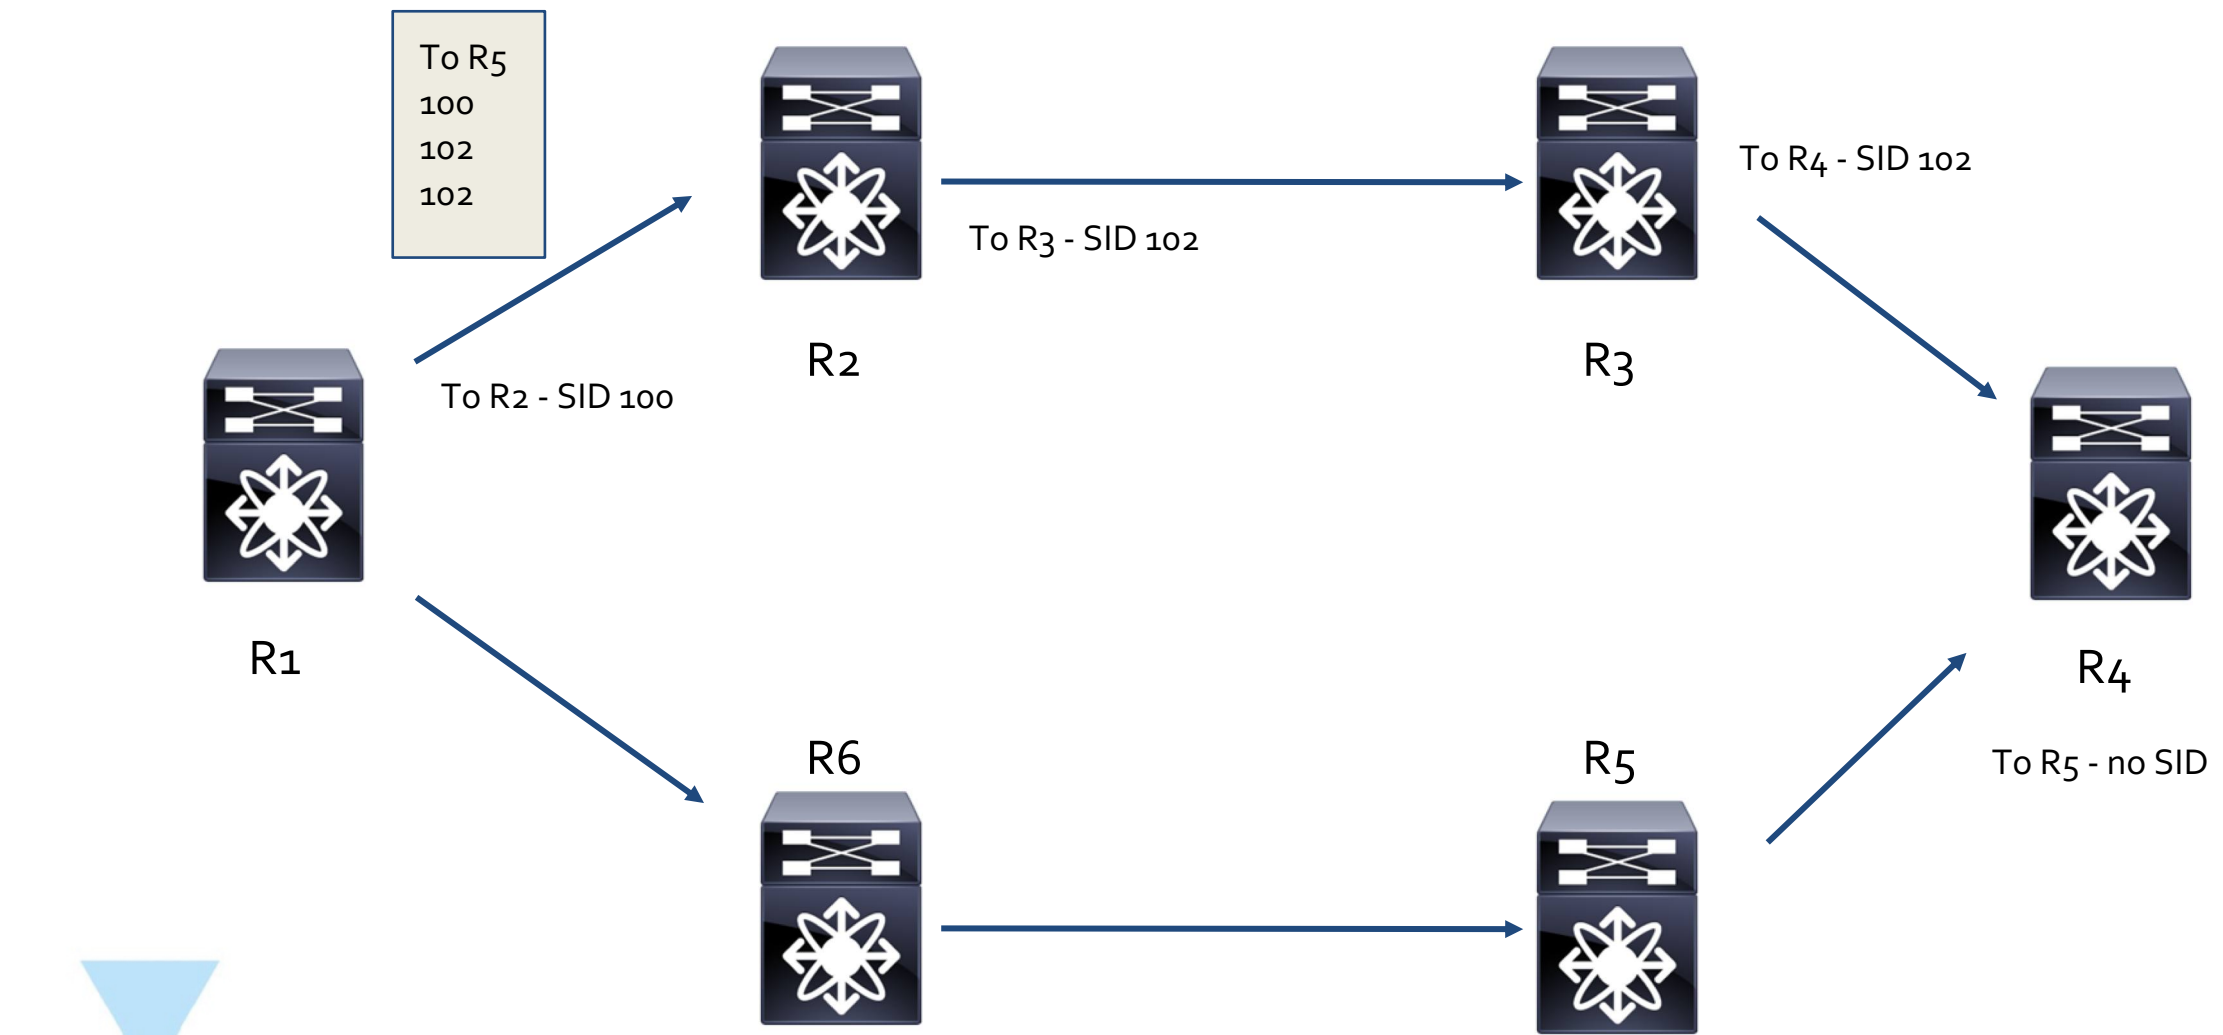 To R5
100
102
102
To R4 - SID 102
To R3 - SID 102
R2
R3
To R2 - SID 100
R1
R4
R6
R5
To R5 - no SID